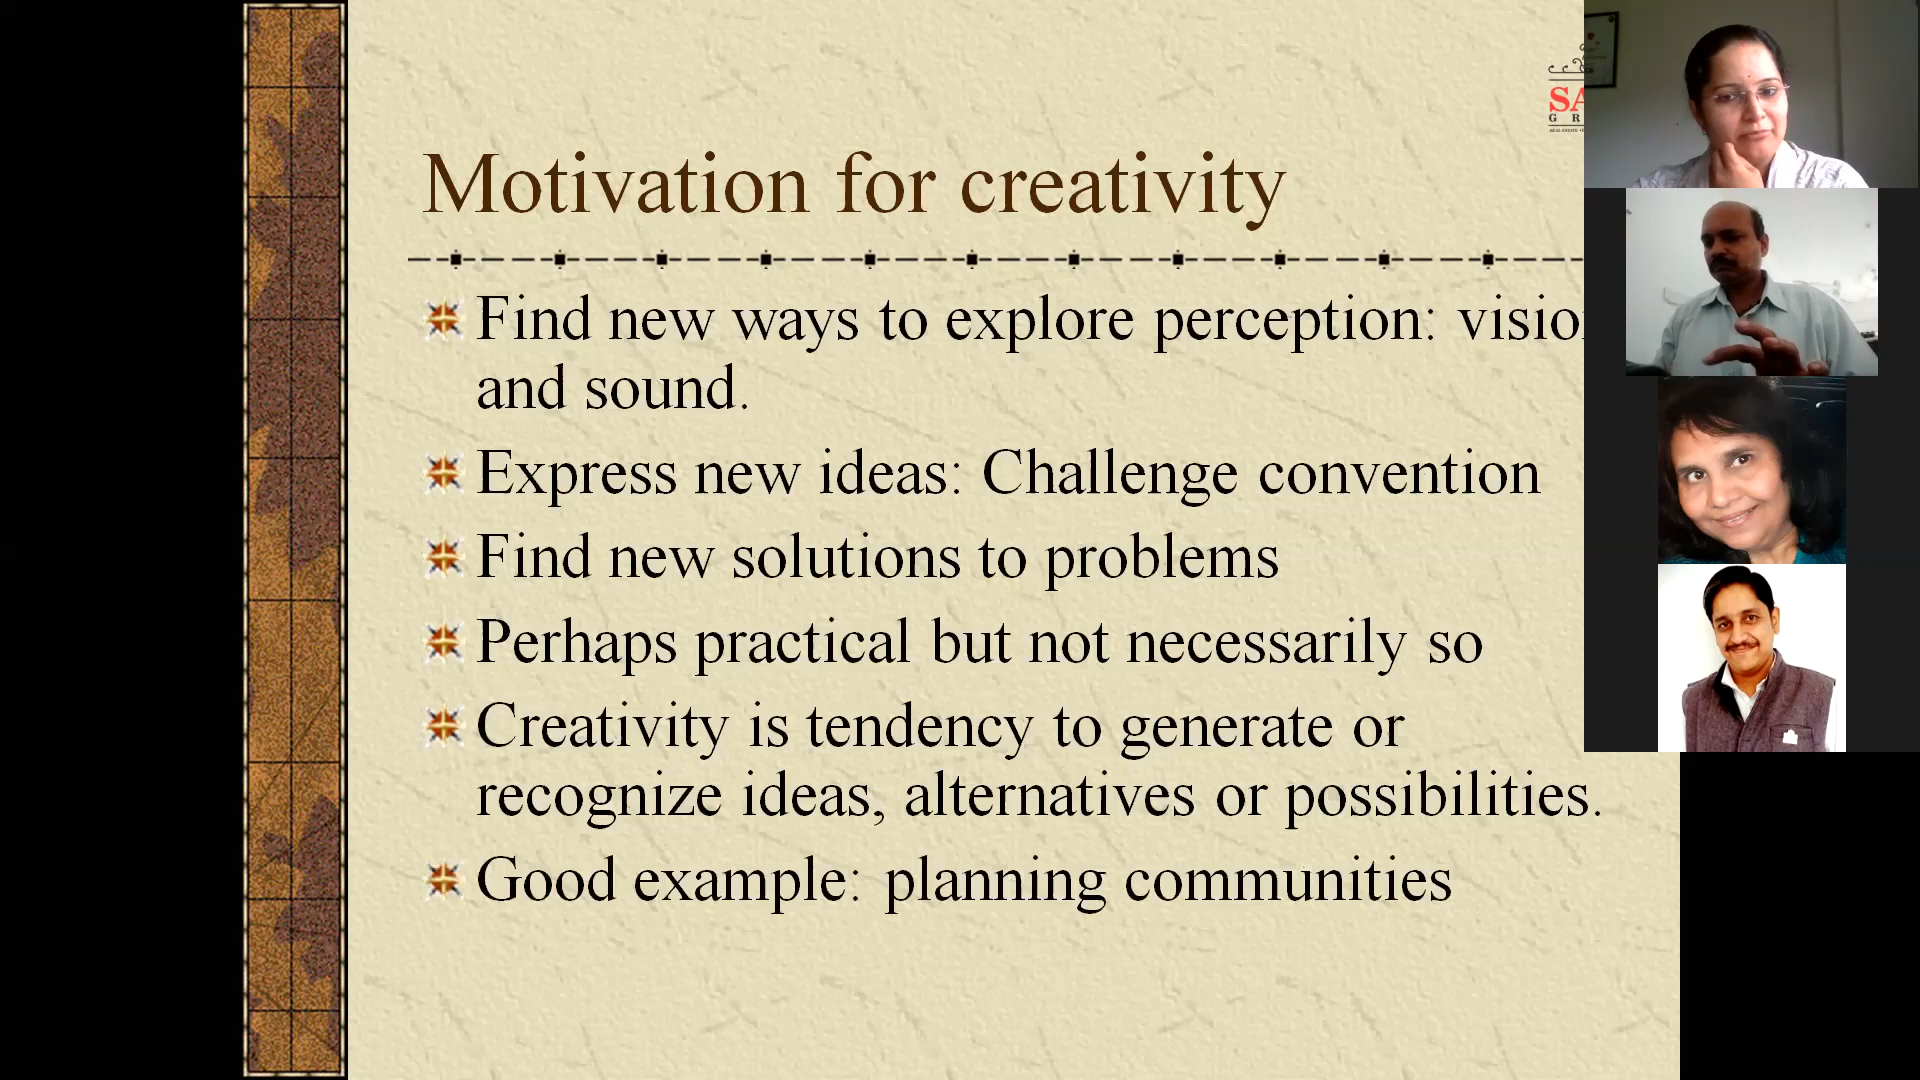 Motivation for creativity
Find new ways to explore perception:
and sound.
Express new ideas: Challenge convention
Find new solutions to problems
Perhaps practical but not necessarily so
Creativity is tendency to generate or
recognize ideas, alternatives or possibilities.
Good example: planning communities